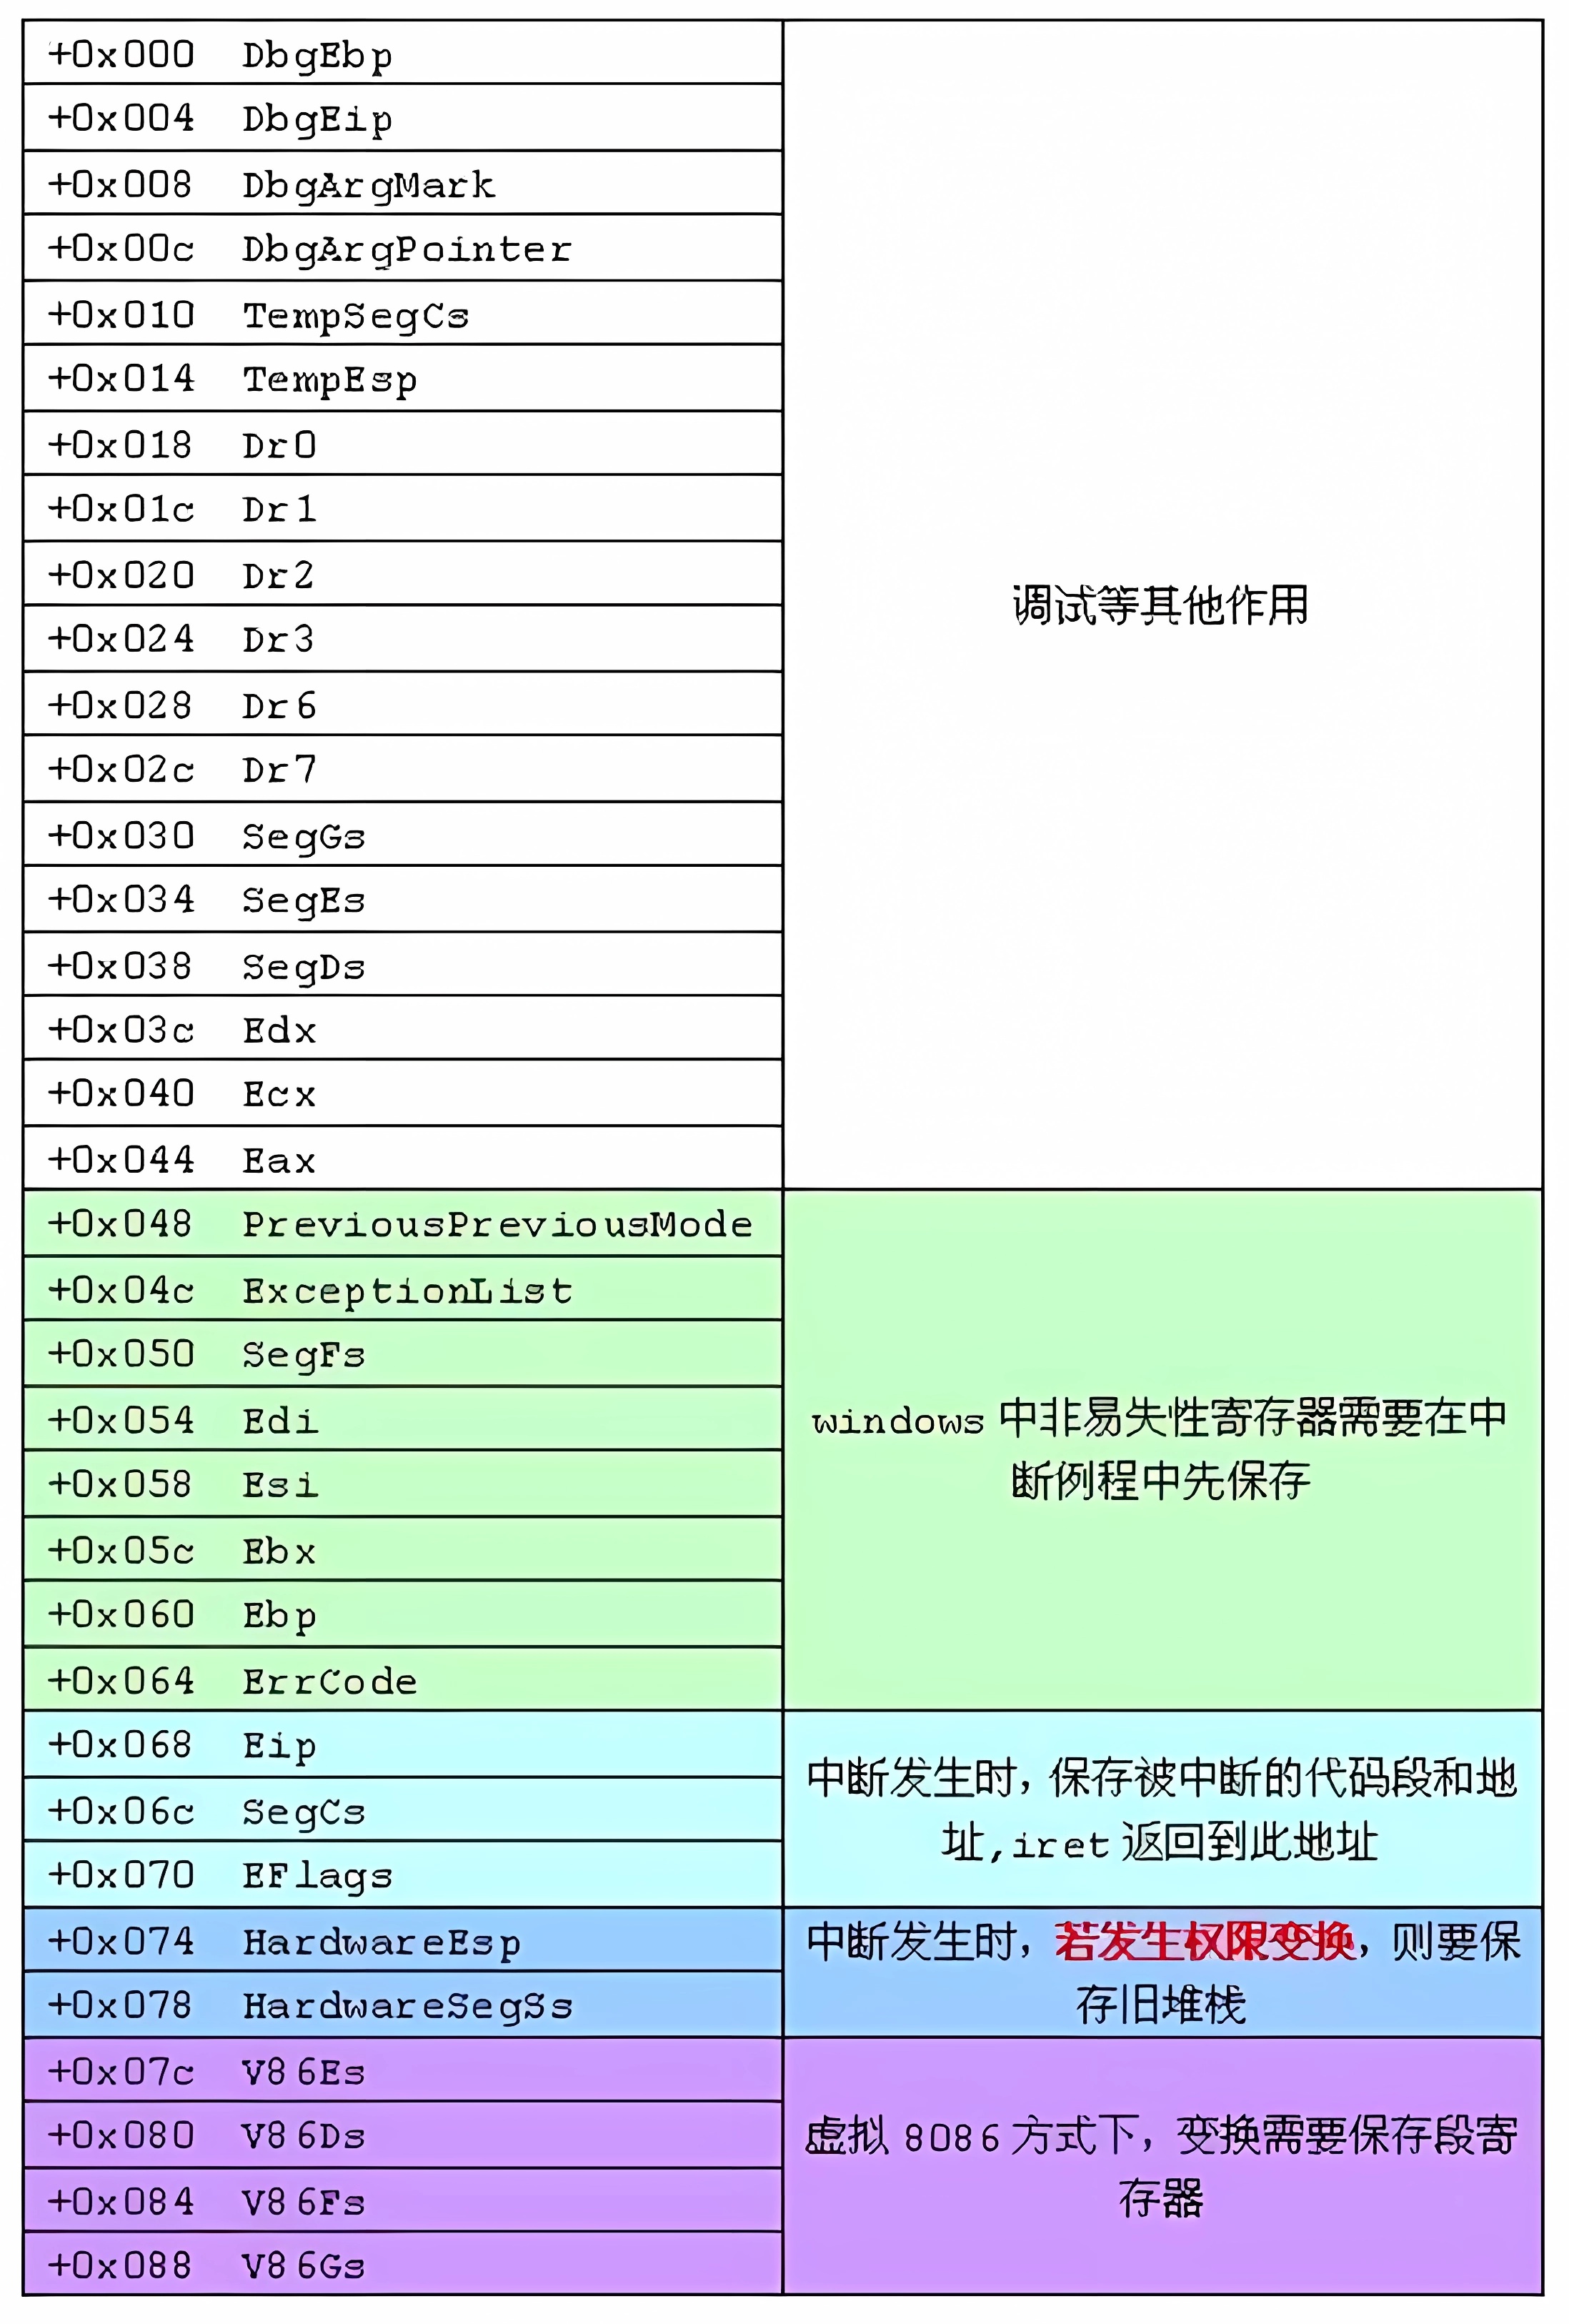 +0x000 DbgEbp
+0x004 DbgEip
+0x008 DbgArgMark
+0x00c DbgArgPointer
+0x010 TempSegCs
+0x014 TempEsp
+0x018 Dr0
+0x01c Dr1
+0x020 Dr2
+0x024 Dr3
+0x028 Dr6
+0x02c Dr7
+0x030 SegGs
+0x034 SegEs
+0x038 SegDs
+0x03c Edx
+0x040 Ecx
+0x044 Eax
调试等其他作用
+0x048 PreviousPreviousMode
+0x04c ExceptionList
+0x050 SegFs
+0x054 Edi
+0x058 Esi
+0x05c Ebx
+0x060 Ebp
+0x064 ErrCode
windows 中非易失性寄存器需要在中
断例程中先保存
+0x068 Eip
+0x06c SegCs
+0x070 EFlags
中断发生时，保存被中断的代码段和地
址,iret 返回到此地址
+0x074 HardwareEsp
+0x078 HardwareSegSs
中断发生时，若发生权限变换，则要保
存旧堆栈
+0x07c V86Es
+0x080 V86Ds
+0x084 V86Fs
+0x088 V86Gs
虚拟 8086 方式下，变换需要保存段寄
存器